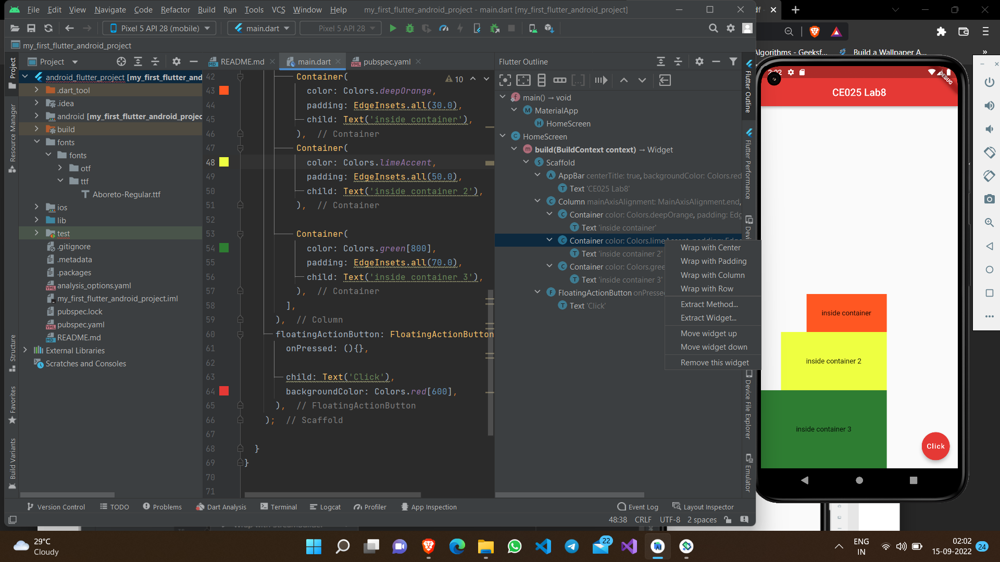 File Edit View Navigate Code Refactor Build Run Tools VCS Window Help my_first_flutter_android_project - main.dart [my_first_flutter_android_project]
Pixel 5 API 28 (mobile) main.dart Pixel 5 API 28
my_first_flutter_android_project
Project
README.md main.dart pubspec.yaml
Flutter Outline
Project
Resource Manager
Structure
Favorites
Build Variants
android_flutter_project [my_first_flutter_and
.dart_tool
.idea
android [my_first_flutter_android_projec
build
fonts
fonts
otf
ttf
Aboreto-Regular.ttf
ios
lib
test
.gitignore
.metadata
.packages
analysis_options.yaml
my_first_flutter_android_project.iml
pubspec.lock
pubspec.yaml
README.md
External Libraries
Scratches and Consoles
10
42 Container(
43 color: Colors.deepOrange,
44 padding: EdgeInsets.all(30.0),
45 child: Text('inside container'),
46 ), // Container
47 Container(
48 color: Colors.limeAccent,
49 padding: EdgeInsets.all(50.0),
50 child: Text('inside container 2'),
51 ), // Container
52
53 Container(
54 color: Colors.green[800],
55 padding: EdgeInsets.all(70.0),
56 child: Text('inside container 3'),
57 ), // Container
58 ],
59 ), // Column
60 floatingActionButton: FloatingActionButton
61 onPressed: (){},
62
63 child: Text('Click'),
64 backgroundColor: Colors.red[600],
65 ), // FloatingActionButton
66 ); // Scaffold
67
68 }
69 }
70
71
main() → void
MaterialApp
HomeScreen
HomeScreen
build(BuildContext context) → Widget
Scaffold
AppBar centerTitle: true, backgroundColor: Colors.red
Text 'CE025 Lab8'
Column mainAxisAlignment: MainAxisAlignment.end,
Container color: Colors.deepOrange, padding: Edg
Text 'inside container'
Container color: Colors.limeAccent, padding: Edge
Text 'inside container 2'
Container color: Colors.gree
Text 'inside container 3'
FloatingActionButton onPresse
Text 'Click'
Wrap with Center
Wrap with Padding
Wrap with Column
Wrap with Row
Extract Method...
Extract Widget...
Move widget up
Move widget down
Remove this widget
Flutter Outline
Flutter Performance
Devi
Device File Explorer
Emulator
Version Control TODO Problems Dart Analysis Terminal Logcat Profiler App Inspection Event Log Layout Inspector
48:38 CRLF UTF-8 2 spaces
df
Algorithms - Geeksf... Build a Wallpaper A... »
2:02
DEBUG
CE025 Lab8
inside container
inside container 2
inside container 3
Click
29°C
Cloudy
22
ENG
IN
02:02
15-09-2022
24